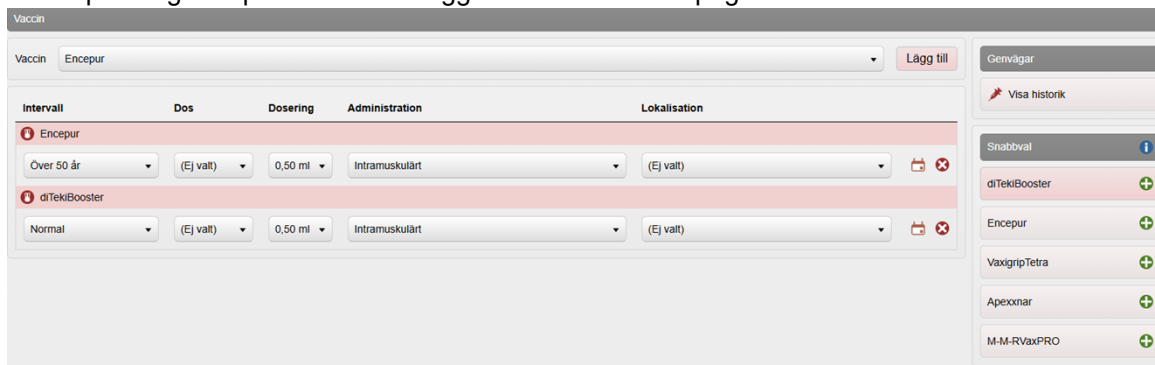 Vaccin
Vaccin Encepur Lägg till
Intervall Dos Dosering Administration Lokalisation
Encepur
Över 50 år (Ej valt) 0,50 ml Intramuskulärt (Ej valt)
diTekiBooster
Normal (Ej valt) 0,50 ml Intramuskulärt (Ej valt)
Genvägar
Visa historik
Snabbval
diTekiBooster
Encepur
VaxigripTetra
Apexxnar
M-M-RVaxPRO